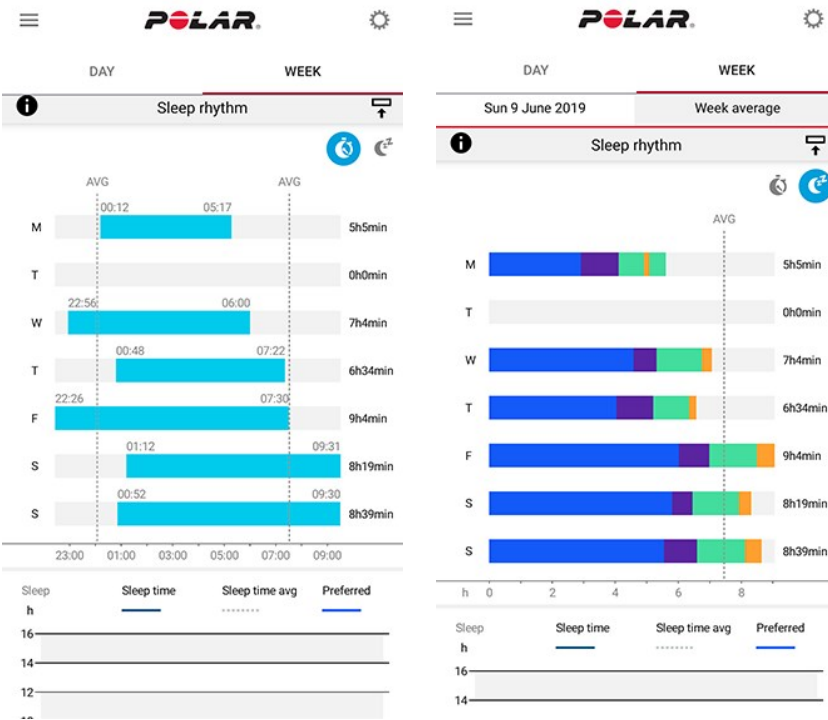 POLAR.
DAY WEEK
i Sleep rhythm
AVG AVG
00:12 05:17
M 5h5min
T 0h0min
22:56 06:00
W 7h4min
00:48 07:22
T 6h34min
22:26 07:30
F 9h4min
01:12 09:31
S 8h19min
00:52 09:30
S 8h39min
23:00 01:00 03:00 05:00 07:00 09:00
Sleep Sleep time Sleep time avg Preferred
h
16
14
12
POLAR.
DAY WEEK
Sun 9 June 2019 Week average
i Sleep rhythm
AVG
M 5h5min
T 0h0min
W 7h4min
T 6h34min
F 9h4min
S 8h19min
S 8h39min
h 0 2 4 6 8
Sleep Sleep time Sleep time avg Preferred
h
16
14